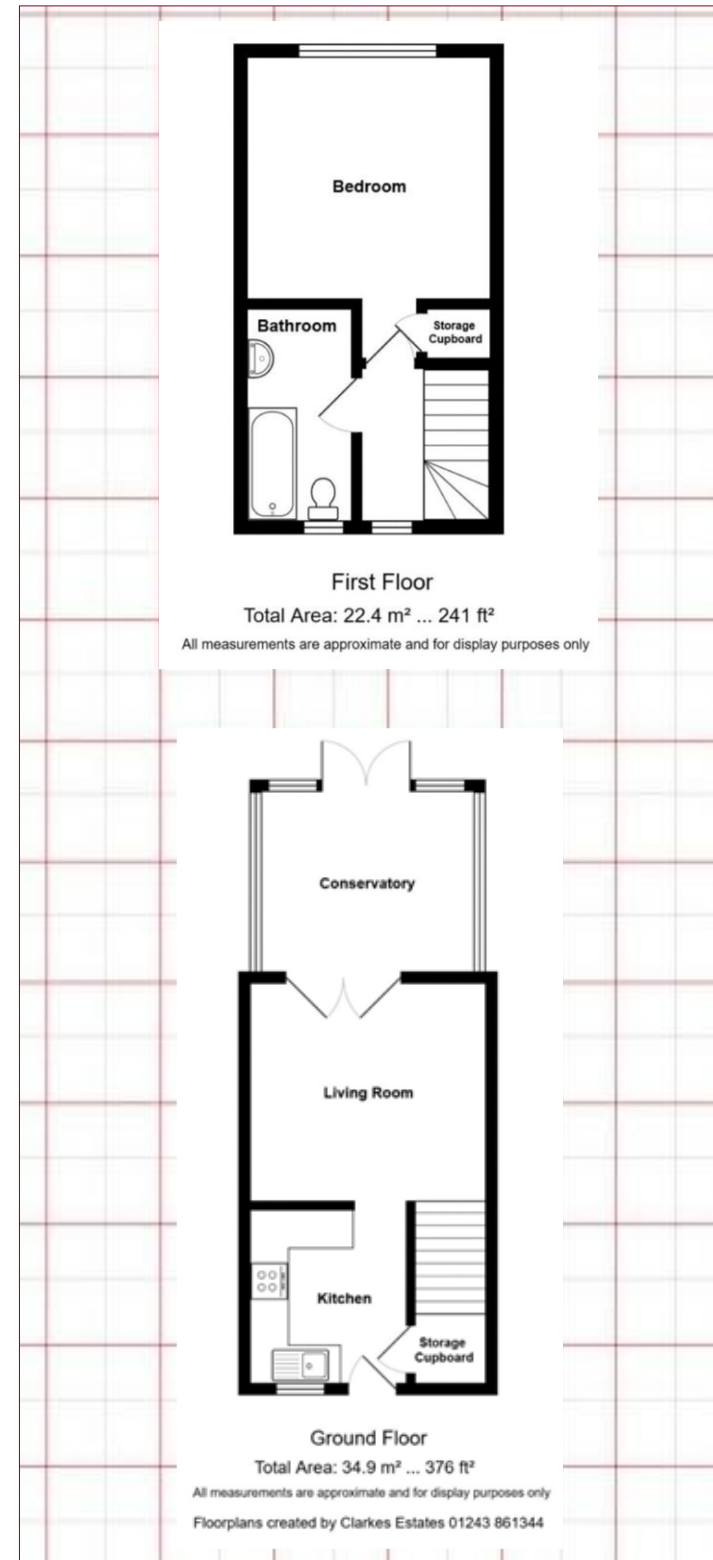 Bedroom
Bathroom
Storage
Cupboard
First Floor
Total Area: 22.4 m² ... 241 ft²
All measurements are approximate and for display purposes only
Conservatory
Living Room
Kitchen
Storage
Cupboard
Ground Floor
Total Area: 34.9 m² ... 376 ft²
All measurements are approximate and for display purposes only
Floorplans created by Clarkes Estates 01243 861344